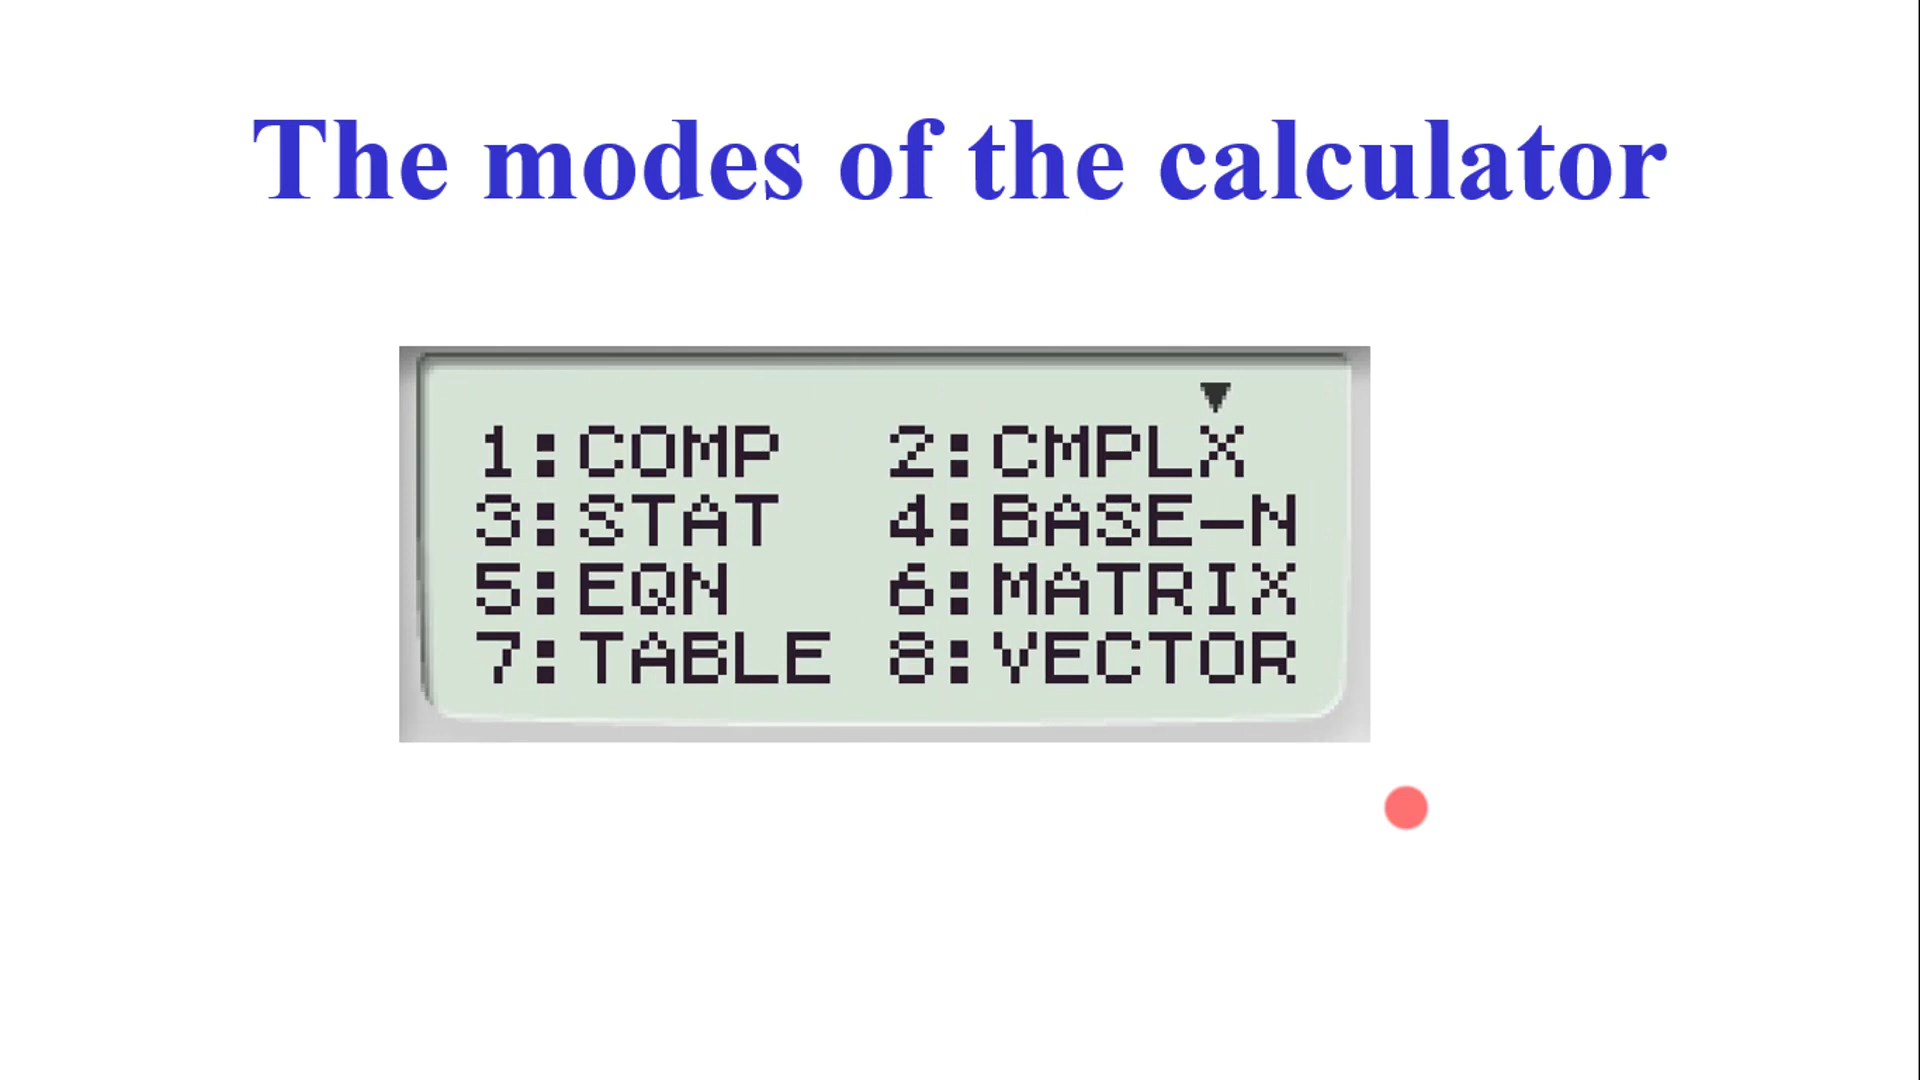 The modes of the calculator
1:COMP 2:CMPLX
3:STAT 4:BASE-N
5:EQN 6:MATRIX
7:TABLE 8:VECTOR